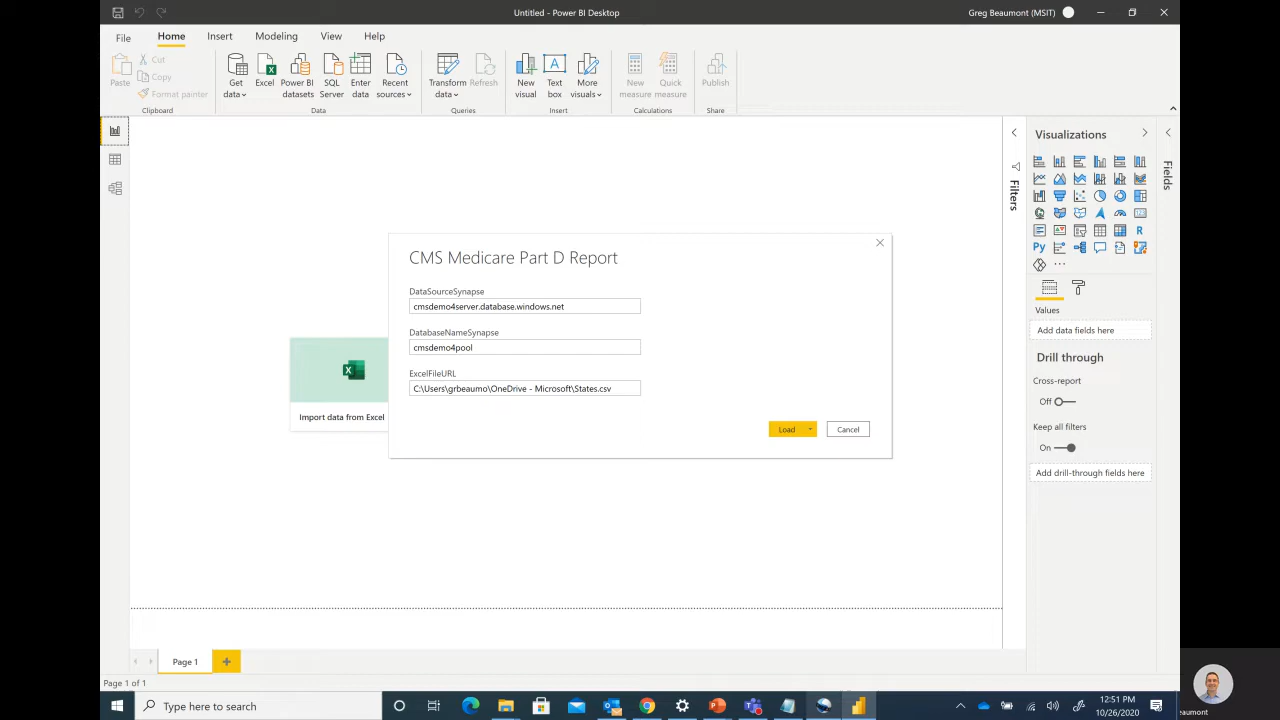 Untitled - Power BI Desktop
Greg Beaumont (MSIT)
File
Home
Insert
Modeling
View
Help
Paste
Cut
Copy
Format painter
Clipboard
Get data
Excel
Power BI datasets
SQL Server
Enter data
Recent sources
Data
Transform data
Refresh
Queries
New visual
Text box
More visuals
Insert
New measure
Quick measure
Calculations
Publish
Share
Import data from Excel
CMS Medicare Part D Report
DataSourceSynapse
cmsdemo4server.database.windows.net
DatabaseNameSynapse
cmsdemo4pool
ExcelFileURL
C:\Users\grbeaumo\OneDrive - Microsoft\States.csv
Load
Cancel
Filters
Visualizations
Fields
R
Py
Values
Add data fields here
Drill through
Cross-report
Off
Keep all filters
On
Add drill-through fields here
Page 1
Page 1 of 1
Type here to search
12:51 PM
10/26/2020
eaumont